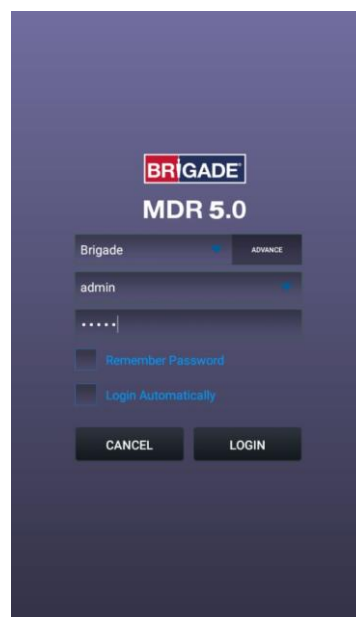 BRIGADE
MDR 5.0
Brigade ADVANCE
admin
•••••
Remember Password
Login Automatically
CANCEL LOGIN